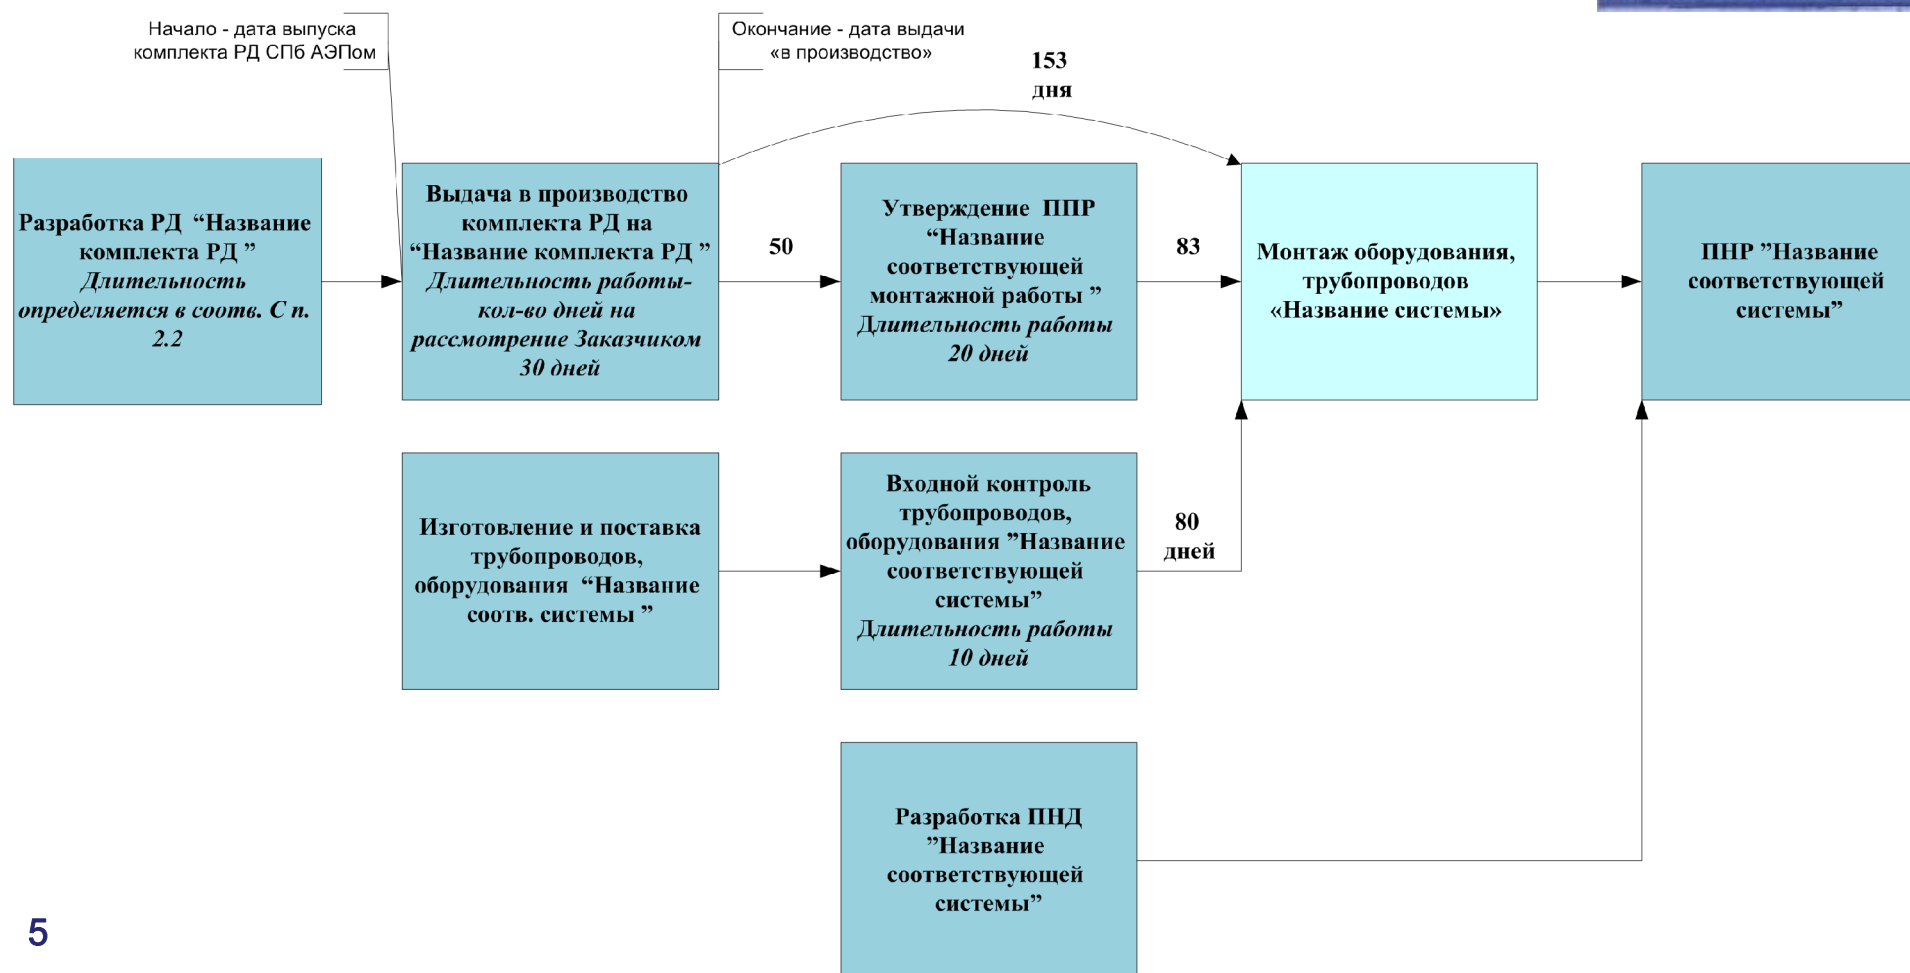 Начало - дата выпуска
комплекта РД СПб АЭПом
Окончание - дата выдачи
«в производство»
153
дня
Разработка РД “Название
комплекта РД ”
Длительность
определяется в соотв. С п.
2.2
Выдача в производство
комплекта РД на
“Название комплекта РД ”
Длительность работы-
кол-во дней на
рассмотрение Заказчиком
30 дней
50
Утверждение ППР
“Название
соответствующей
монтажной работы ”
Длительность работы
20 дней
83
Монтаж оборудования,
трубопроводов
«Название системы»
ПНР ”Название
соответствующей
системы”
Изготовление и поставка
трубопроводов,
оборудования “Название
соотв. системы ”
Входной контроль
трубопроводов,
оборудования ”Название
соответствующей
системы”
Длительность работы
10 дней
80
дней
Разработка ПНД
”Название
соответствующей
системы”
5